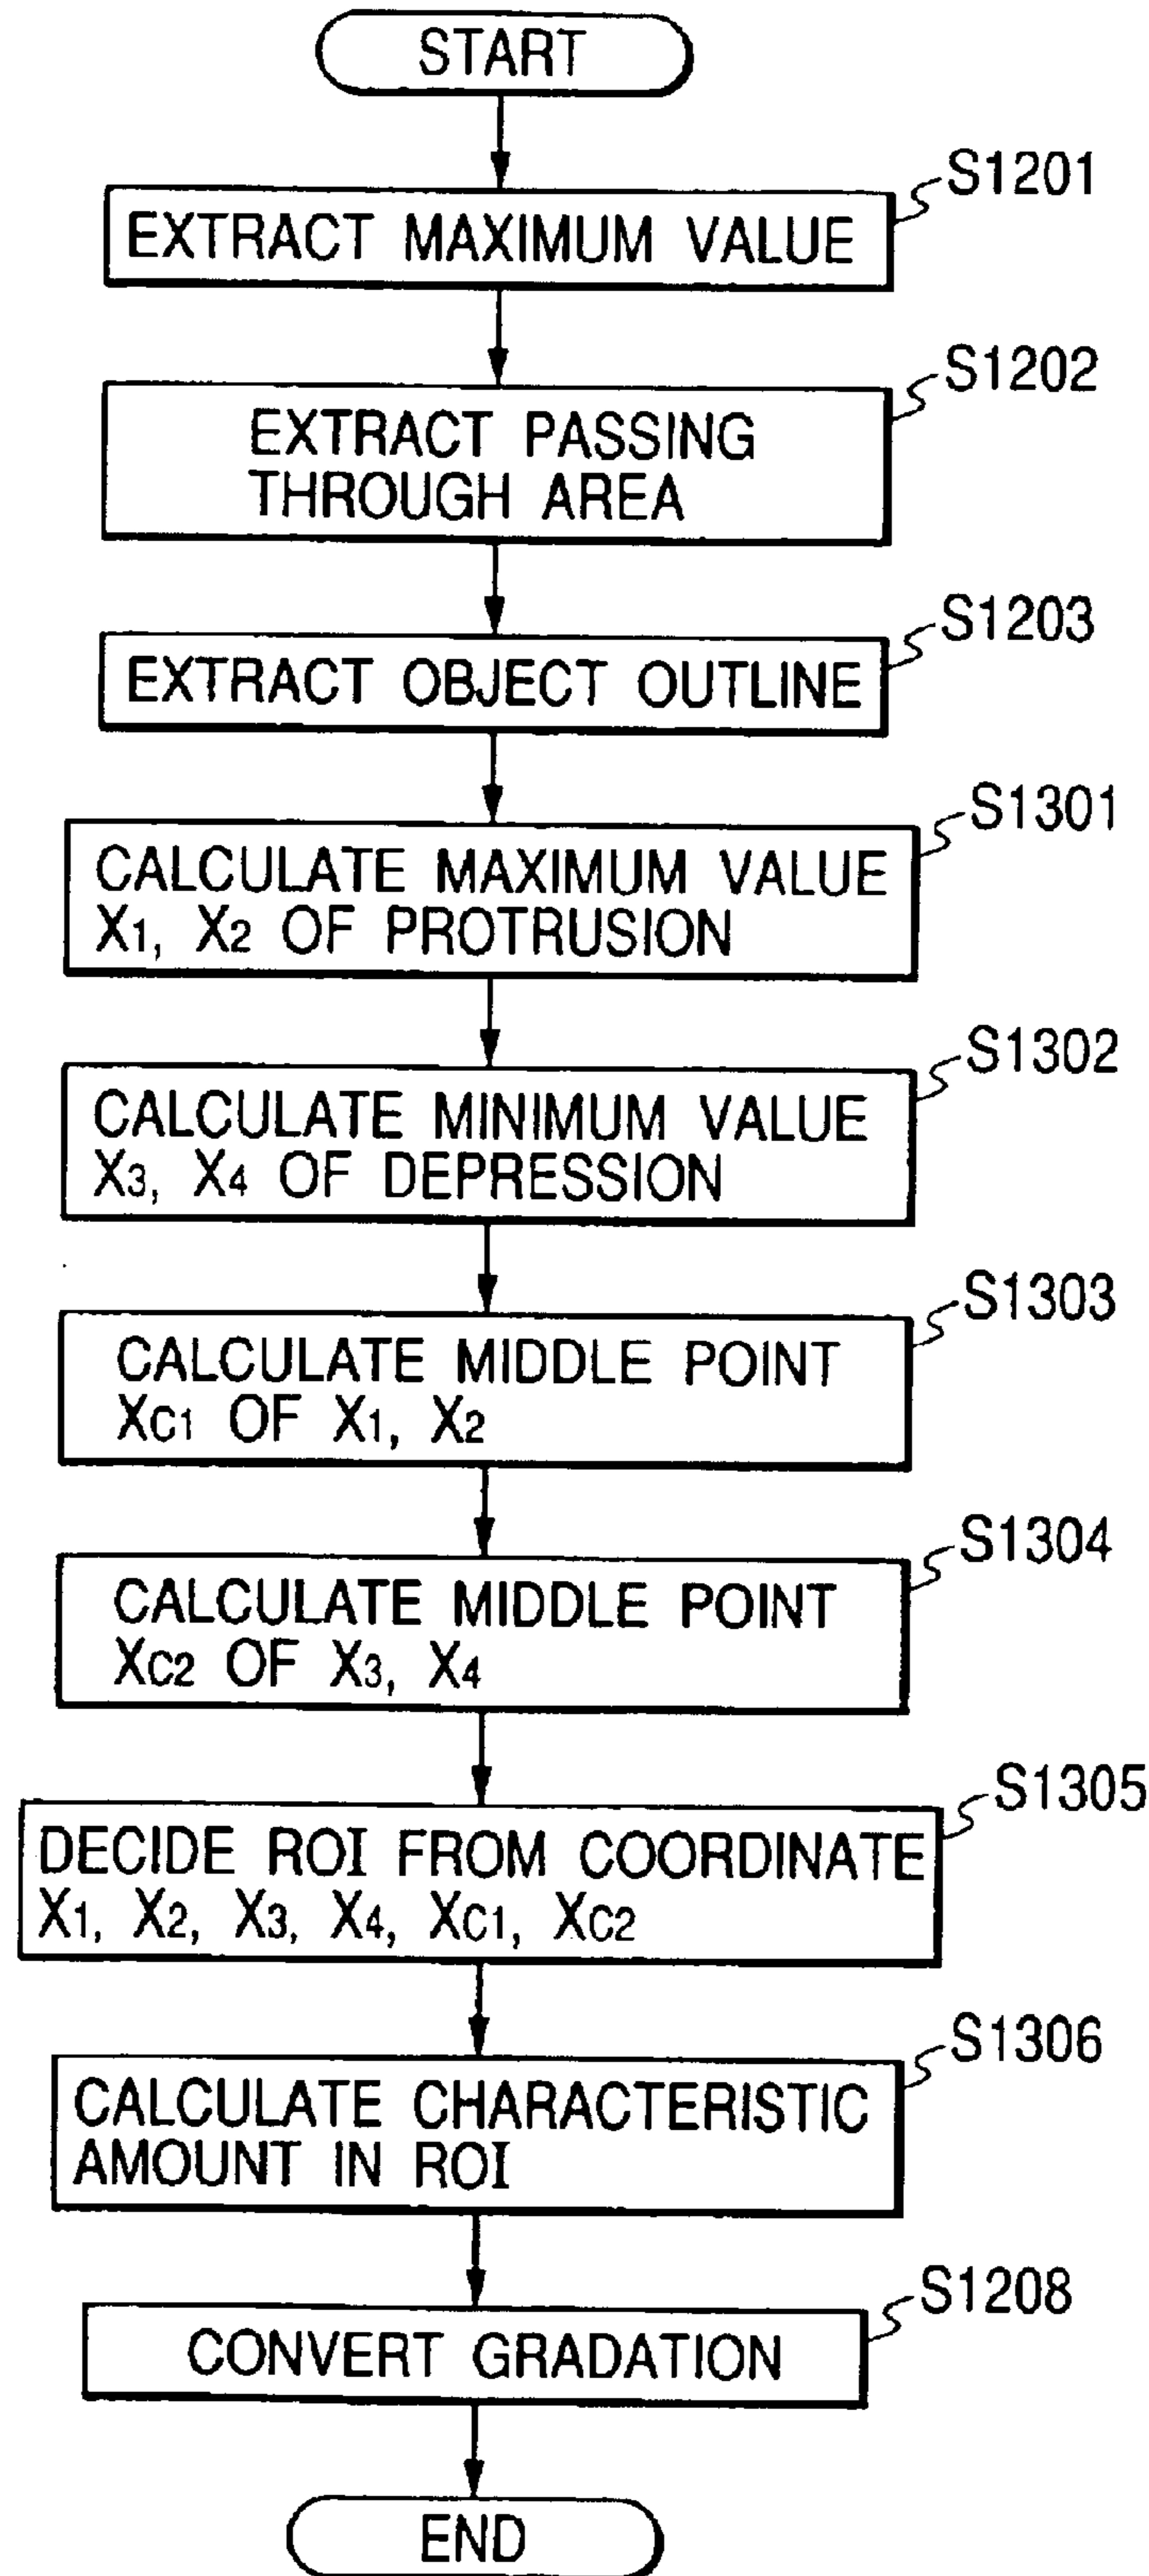 START
S1201
EXTRACT MAXIMUM VALUE
S1202
EXTRACT PASSING
THROUGH AREA
S1203
EXTRACT OBJECT OUTLINE
S1301
CALCULATE MAXIMUM VALUE
X1, X2 OF PROTRUSION
S1302
CALCULATE MINIMUM VALUE
X3, X4 OF DEPRESSION
S1303
CALCULATE MIDDLE POINT
XC1 OF X1, X2
S1304
CALCULATE MIDDLE POINT
XC2 OF X3, X4
S1305
DECIDE ROI FROM COORDINATE
X1, X2, X3, X4, XC1, XC2
S1306
CALCULATE CHARACTERISTIC
AMOUNT IN ROI
S1208
CONVERT GRADATION
END